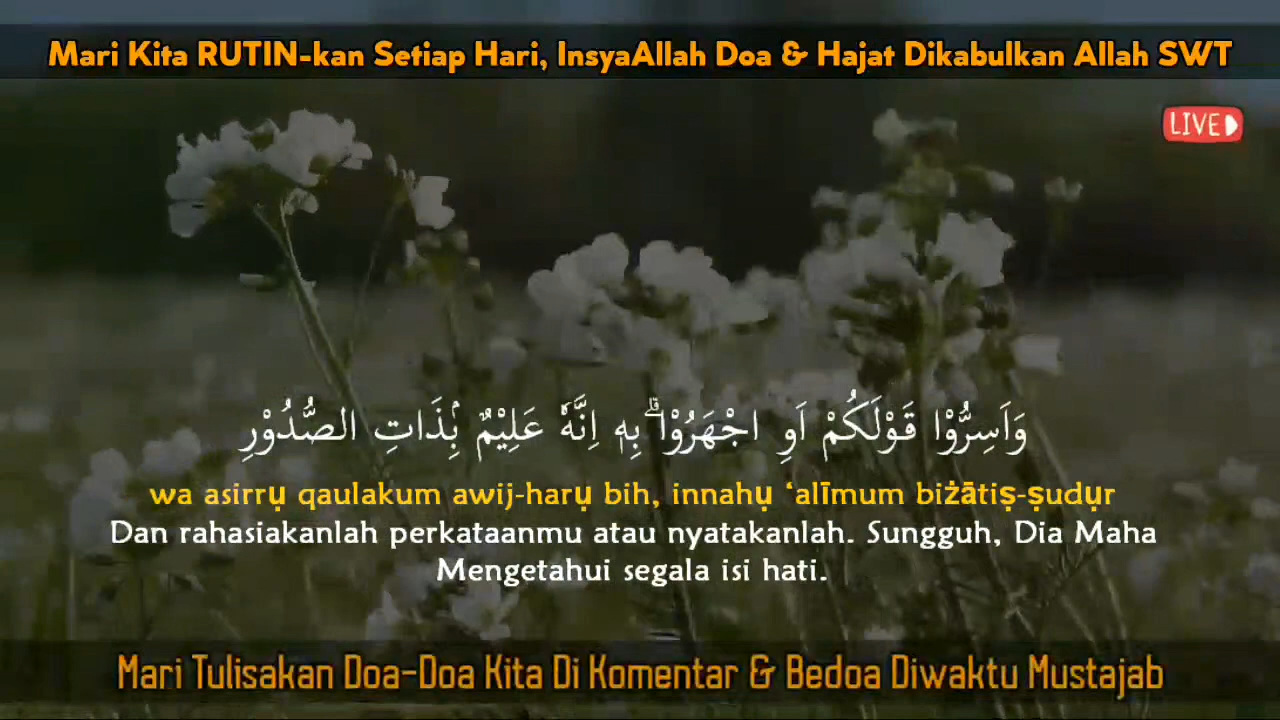 Mari Kita RUTIN-kan Setiap Hari, InsyaAllah Doa & Hajat Dikabulkan Allah SWT
LIVE
وَاَسِرُّوْا قَوْلَكُمْ اَوِ اجْهَرُوْا بِهٖۗ اِنَّهٗ عَلِيْمٌ ۢبِذَاتِ الصُّدُوْرِ
wa asirrụ qaulakum awij-harụ bih, innahụ ‘alīmum biżātiṣ-ṣudụr
Dan rahasiakanlah perkataanmu atau nyatakanlah. Sungguh, Dia Maha
Mengetahui segala isi hati.
Mari Tulisakan Doa-Doa Kita Di Komentar & Bedoa Diwaktu Mustajab